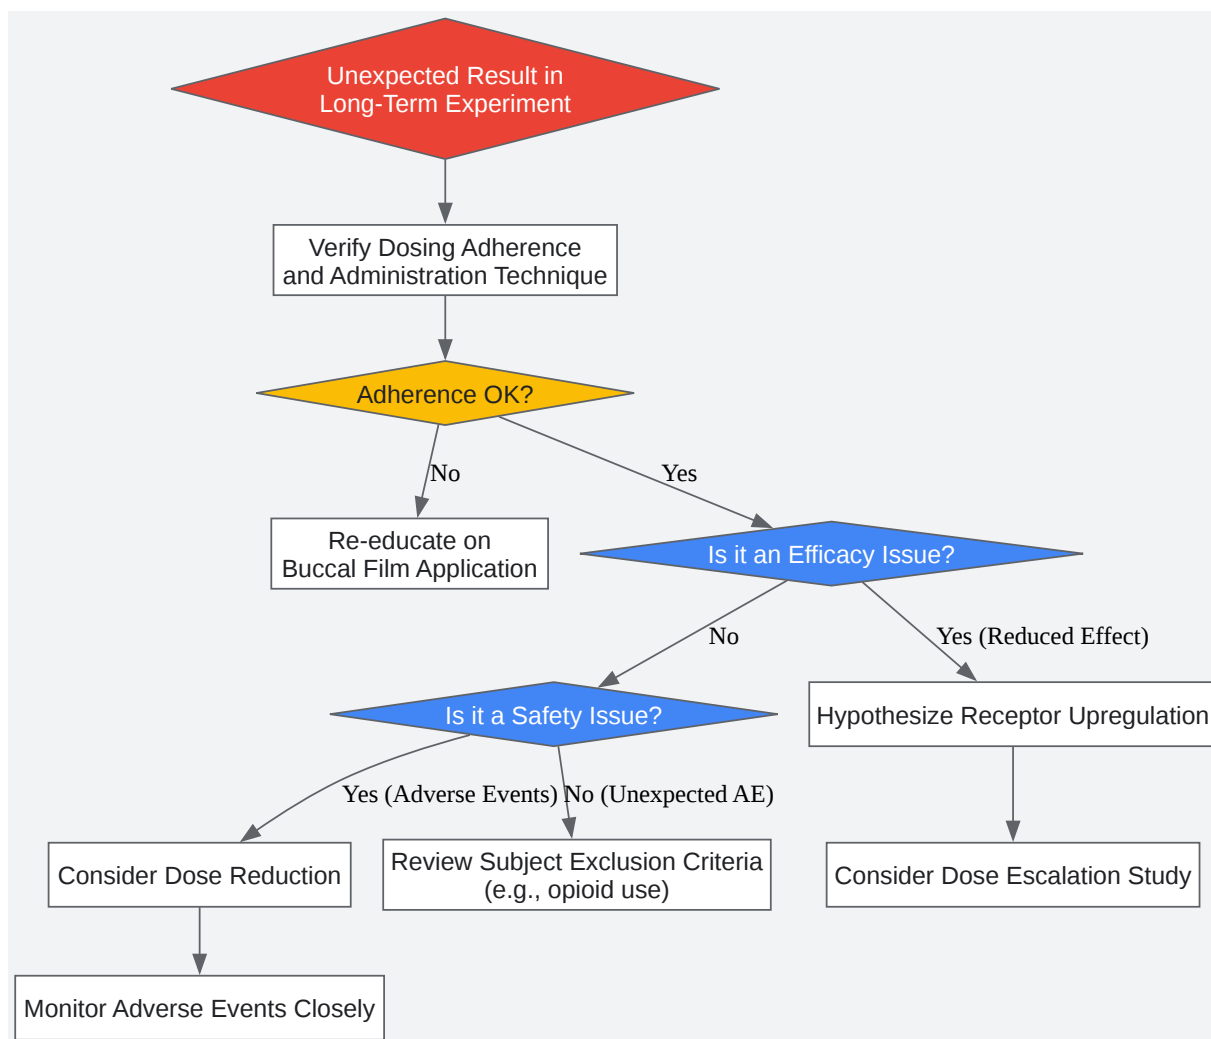 Unexpected Result in
Long-Term Experiment
Verify Dosing Adherence
and Administration Technique
Adherence OK?
No
Yes
Re-educate on
Buccal Film Application
Is it an Efficacy Issue?
No
Yes (Reduced Effect)
Is it a Safety Issue?
Hypothesize Receptor Upregulation
Yes (Adverse Events)
No (Unexpected AE)
Consider Dose Reduction
Review Subject Exclusion Criteria
(e.g., opioid use)
Consider Dose Escalation Study
Monitor Adverse Events Closely